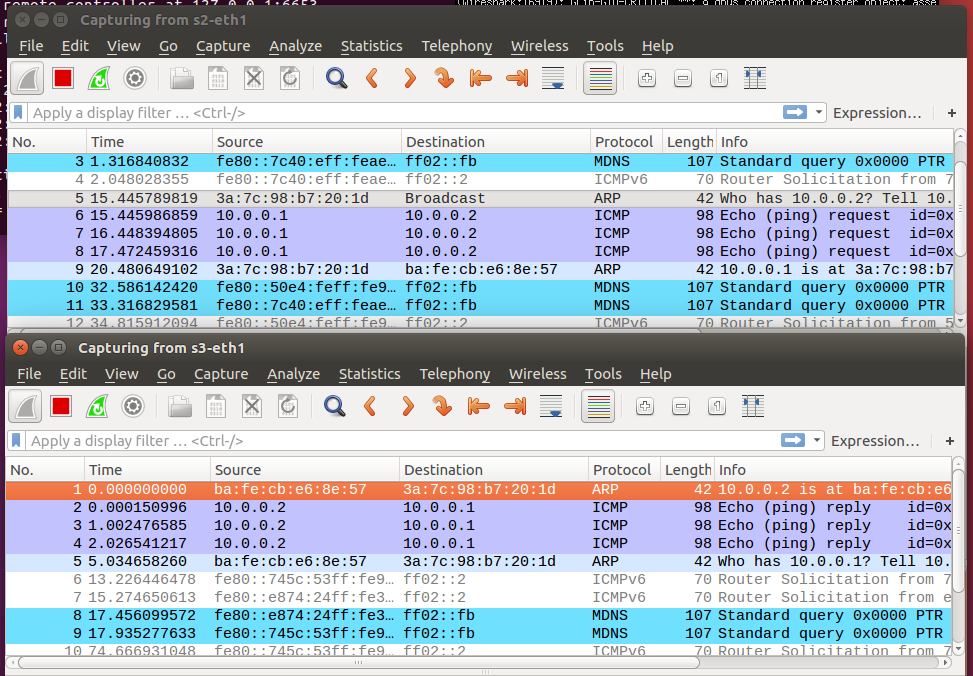 remote controller at 127.0.0.1:6653
Capturing from s2-eth1
File Edit View Go Capture Analyze Statistics Telephony Wireless Tools Help
Apply a display filter … <Ctrl-/> Expression… +
No. Time Source Destination Protocol Length Info
3 1.316840832 fe80::7c40:eff:feae… ff02::fb MDNS 107 Standard query 0x0000 PTR
4 2.048028355 fe80::7c40:eff:feae… ff02::2 ICMPv6 70 Router Solicitation from 7
5 15.445789819 3a:7c:98:b7:20:1d Broadcast ARP 42 Who has 10.0.0.2? Tell 10.
6 15.445986859 10.0.0.1 10.0.0.2 ICMP 98 Echo (ping) request id=0x
7 16.448394805 10.0.0.1 10.0.0.2 ICMP 98 Echo (ping) request id=0x
8 17.472459316 10.0.0.1 10.0.0.2 ICMP 98 Echo (ping) request id=0x
9 20.480649102 3a:7c:98:b7:20:1d ba:fe:cb:e6:8e:57 ARP 42 10.0.0.1 is at 3a:7c:98:b7
10 32.586142420 fe80::50e4:feff:fe9… ff02::fb MDNS 107 Standard query 0x0000 PTR
11 33.316829581 fe80::7c40:eff:feae… ff02::fb MDNS 107 Standard query 0x0000 PTR
12 34.815912094 fe80::50e4:feff:fe9… ff02::2 ICMPv6 70 Router Solicitation from 5
Capturing from s3-eth1
File Edit View Go Capture Analyze Statistics Telephony Wireless Tools Help
Apply a display filter … <Ctrl-/> Expression… +
No. Time Source Destination Protocol Length Info
1 0.000000000 ba:fe:cb:e6:8e:57 3a:7c:98:b7:20:1d ARP 42 10.0.0.2 is at ba:fe:cb:e6
2 0.000150996 10.0.0.2 10.0.0.1 ICMP 98 Echo (ping) reply id=0x
3 1.002476585 10.0.0.2 10.0.0.1 ICMP 98 Echo (ping) reply id=0x
4 2.026541217 10.0.0.2 10.0.0.1 ICMP 98 Echo (ping) reply id=0x
5 5.034658260 ba:fe:cb:e6:8e:57 3a:7c:98:b7:20:1d ARP 42 Who has 10.0.0.1? Tell 10.
6 13.226446478 fe80::745c:53ff:fe9… ff02::2 ICMPv6 70 Router Solicitation from 7
7 15.274650613 fe80::e874:24ff:fe3… ff02::2 ICMPv6 70 Router Solicitation from e
8 17.456099572 fe80::e874:24ff:fe3… ff02::fb MDNS 107 Standard query 0x0000 PTR
9 17.935277633 fe80::745c:53ff:fe9… ff02::fb MDNS 107 Standard query 0x0000 PTR
10 74.666931048 fe80::745c:53ff:fe9… ff02::2 ICMPv6 70 Router Solicitation from 7